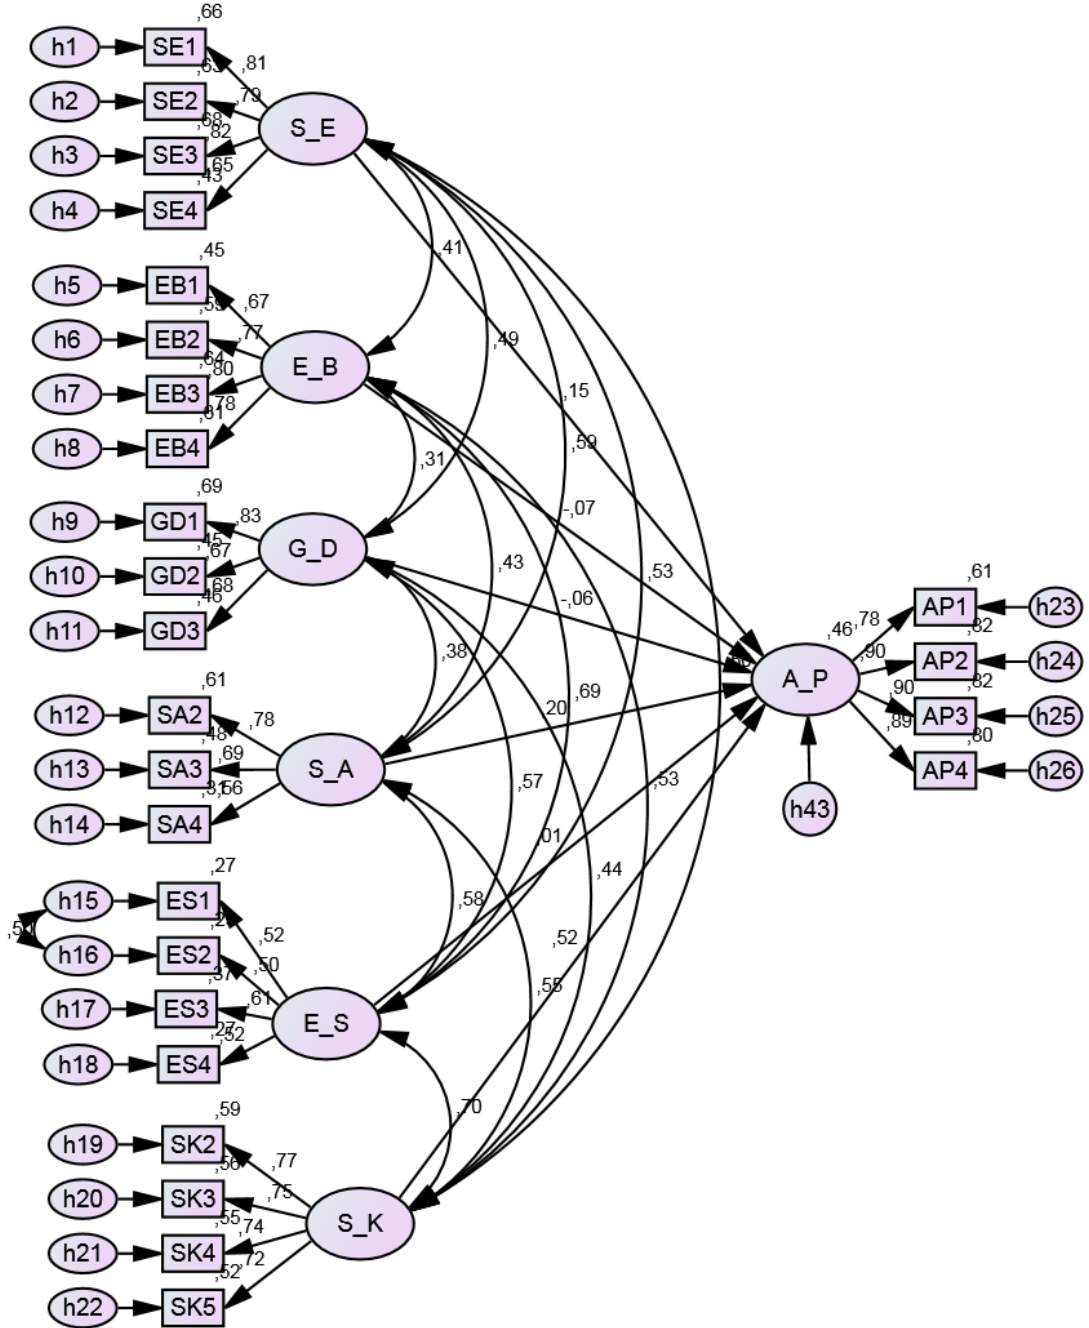 ,66
h1 SE1 ,81
h2 SE2 ,79
,68
h3 SE3 ,82
,43 ,65
h4 SE4
S_E
,45
h5 EB1 ,67
,59
h6 EB2 ,77
,64
h7 EB3 ,80
,61 ,78
h8 EB4
E_B
,69
h9 GD1 ,83
,45
h10 GD2 ,67
,46 ,68
h11 GD3
G_D
,61
h12 SA2 ,78
,48
h13 SA3 ,69
,31 ,56
h14 SA4
S_A
,27
h15 ES1 ,52
h16 ES2 ,50
,37
h17 ES3 ,61
,27 ,52
h18 ES4
E_S
,59
h19 SK2 ,77
,56
h20 SK3 ,75
,55
h21 SK4 ,74
,52 ,72
h22 SK5
S_K
,41
,49
,15
,59
,31
-,07
,43
,53
-,06
,38
,69
20
,57
,53
,01
,44
,58
,52
,55
,70
,46
A_P
h43
,61
,78 AP1 h23
,82
,90 AP2 h24
,82
,90 AP3 h25
,80
,89 AP4 h26